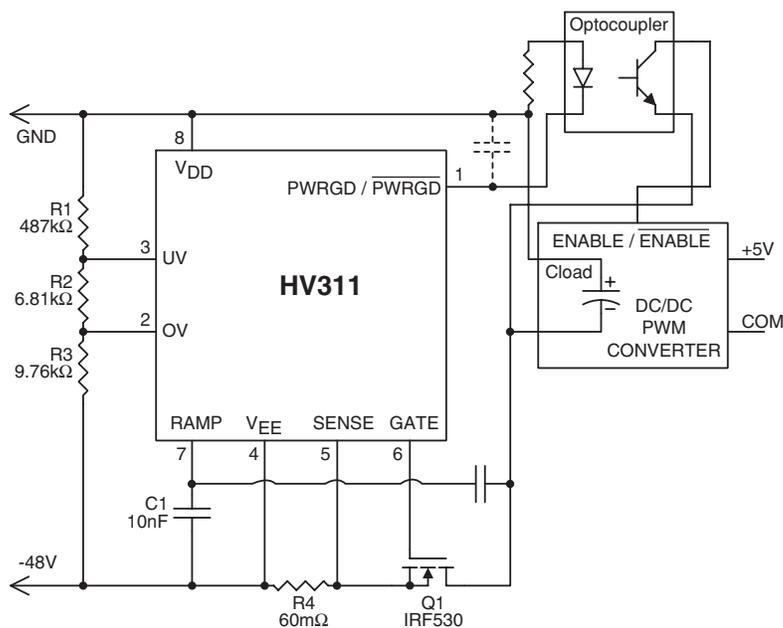 Optocoupler
GND
8
VDD
1
PWRGD / PWRGD
R1
487kΩ
3
UV
HV311
ENABLE / ENABLE
+5V
Cload
+
R2
6.81kΩ
−
DC/DC
PWM
CONVERTER
2
OV
COM
R3
9.76kΩ
RAMP
VEE
SENSE
GATE
7
4
5
6
C1
10nF
-48V
R4
60mΩ
Q1
IRF530